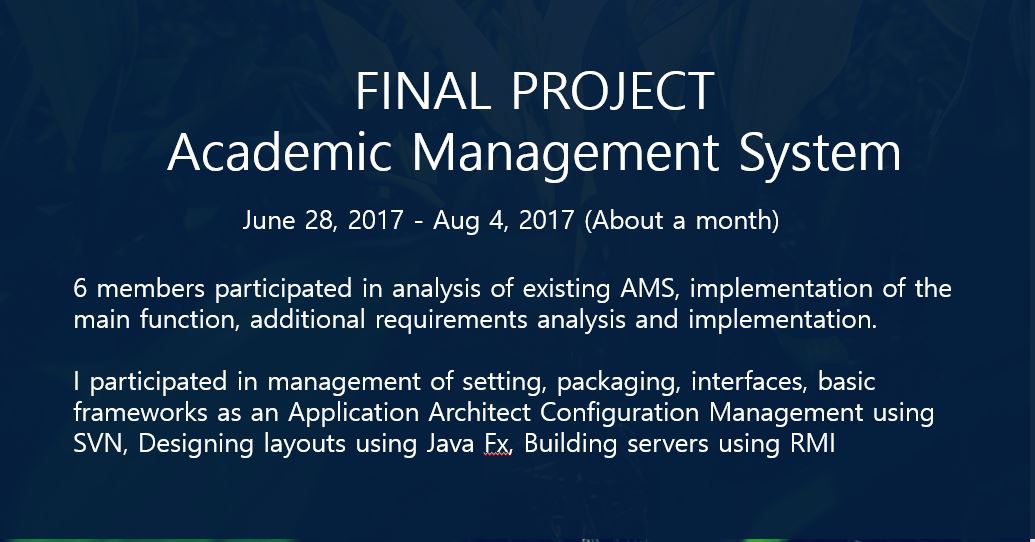 FINAL PROJECT
Academic Management System
June 28, 2017 - Aug 4, 2017 (About a month)
6 members participated in analysis of existing AMS, implementation of the
main function, additional requirements analysis and implementation.
I participated in management of setting, packaging, interfaces, basic
frameworks as an Application Architect Configuration Management using
SVN, Designing layouts using Java Fx, Building servers using RMI